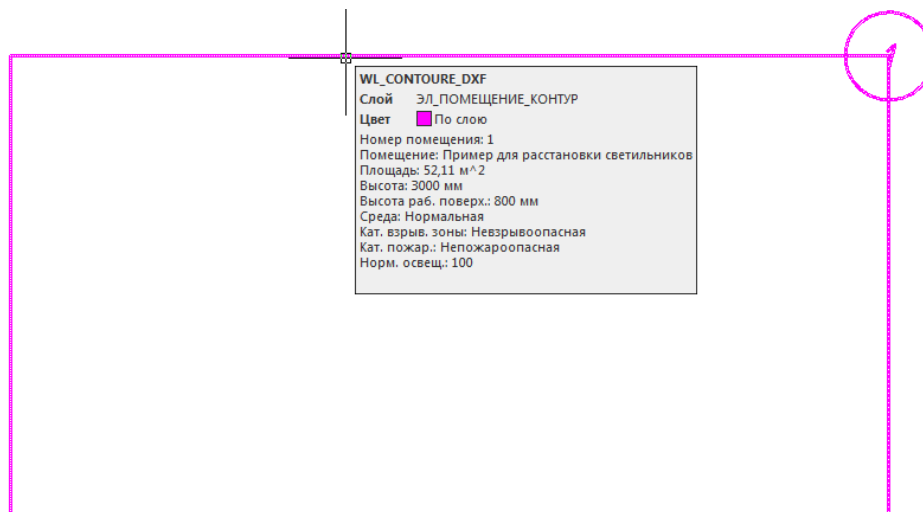 WL_CONTOURE_DXF
Слой ЭЛ_ПОМЕЩЕНИЕ_КОНТУР
Цвет По слою
Номер помещения: 1
Помещение: Пример для расстановки светильников
Площадь: 52,11 м^2
Высота: 3000 мм
Высота раб. поверх.: 800 мм
Среда: Нормальная
Кат. взрыв. зоны: Невзрывоопасная
Кат. пожар.: Непожароопасная
Норм. освещ.: 100